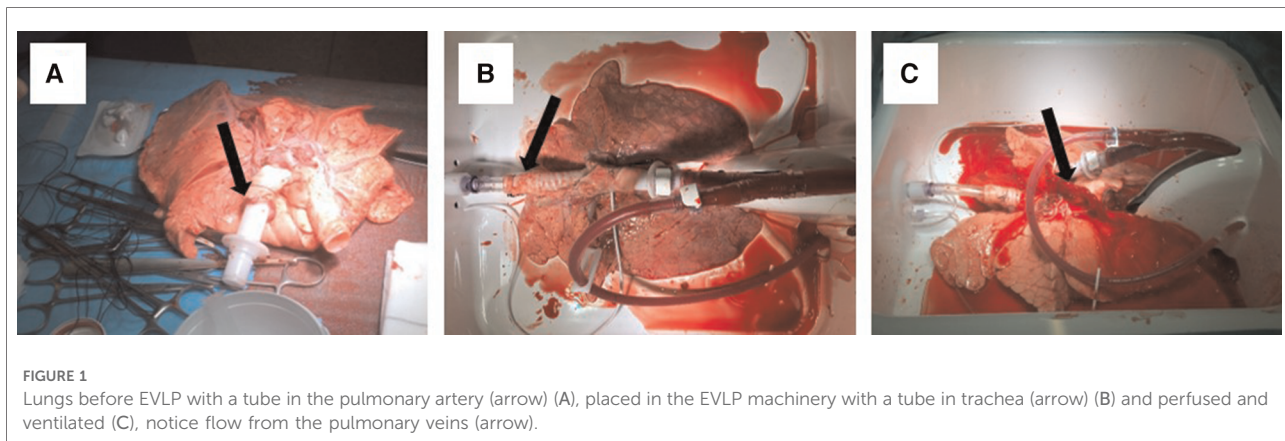 A
B
C
FIGURE 1
Lungs before EVLP with a tube in the pulmonary artery (arrow) (A), placed in the EVLP machinery with a tube in trachea (arrow) (B) and perfused and
ventilated (C), notice flow from the pulmonary veins (arrow).